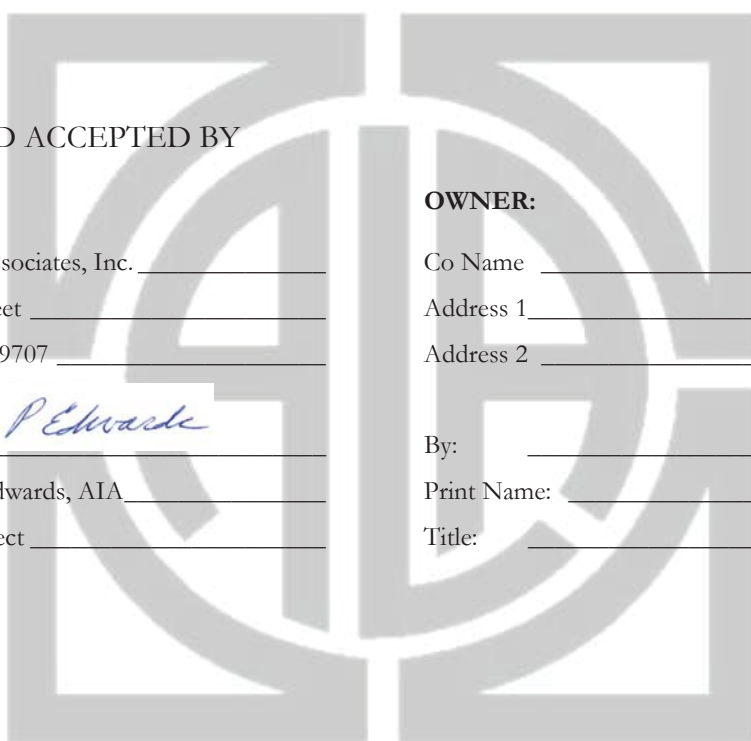 D ACCEPTED BY
OWNER:
sociates, Inc.
eet
9707
P Edwards
dwards, AIA
ect
Co Name
Address 1
Address 2
By:
Print Name:
Title: